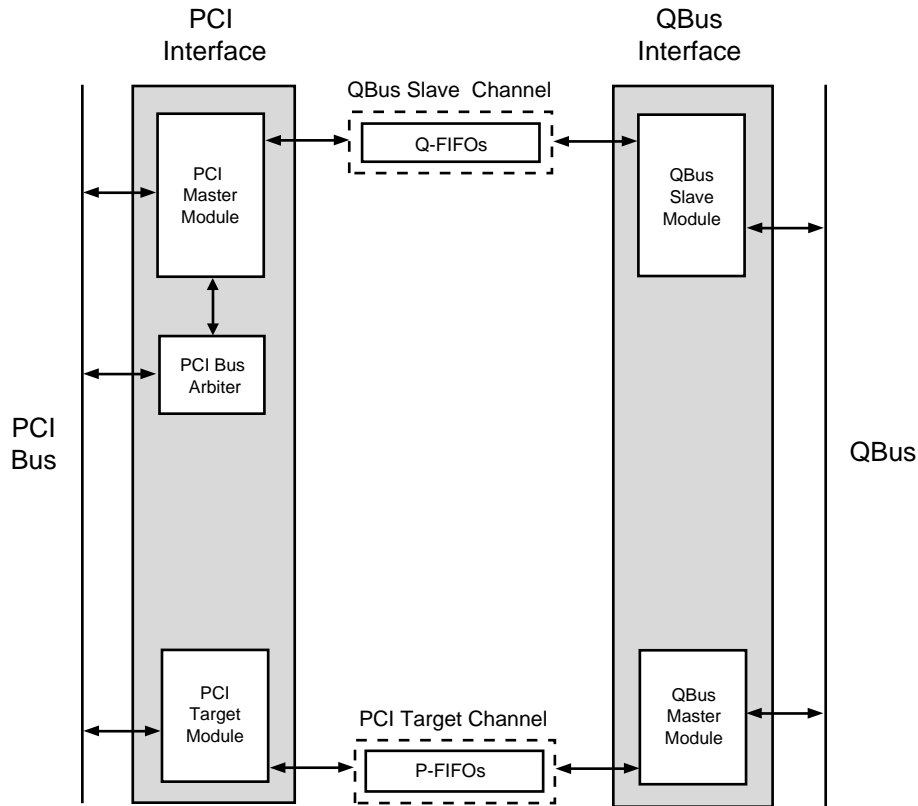 PCI
Interface
QBus
Interface
QBus Slave Channel
Q-FIFOs
PCI
Master
Module
QBus
Slave
Module
PCI Bus
Arbiter
PCI
Bus
QBus
PCI
Target
Module
QBus
Master
Module
PCI Target Channel
P-FIFOs